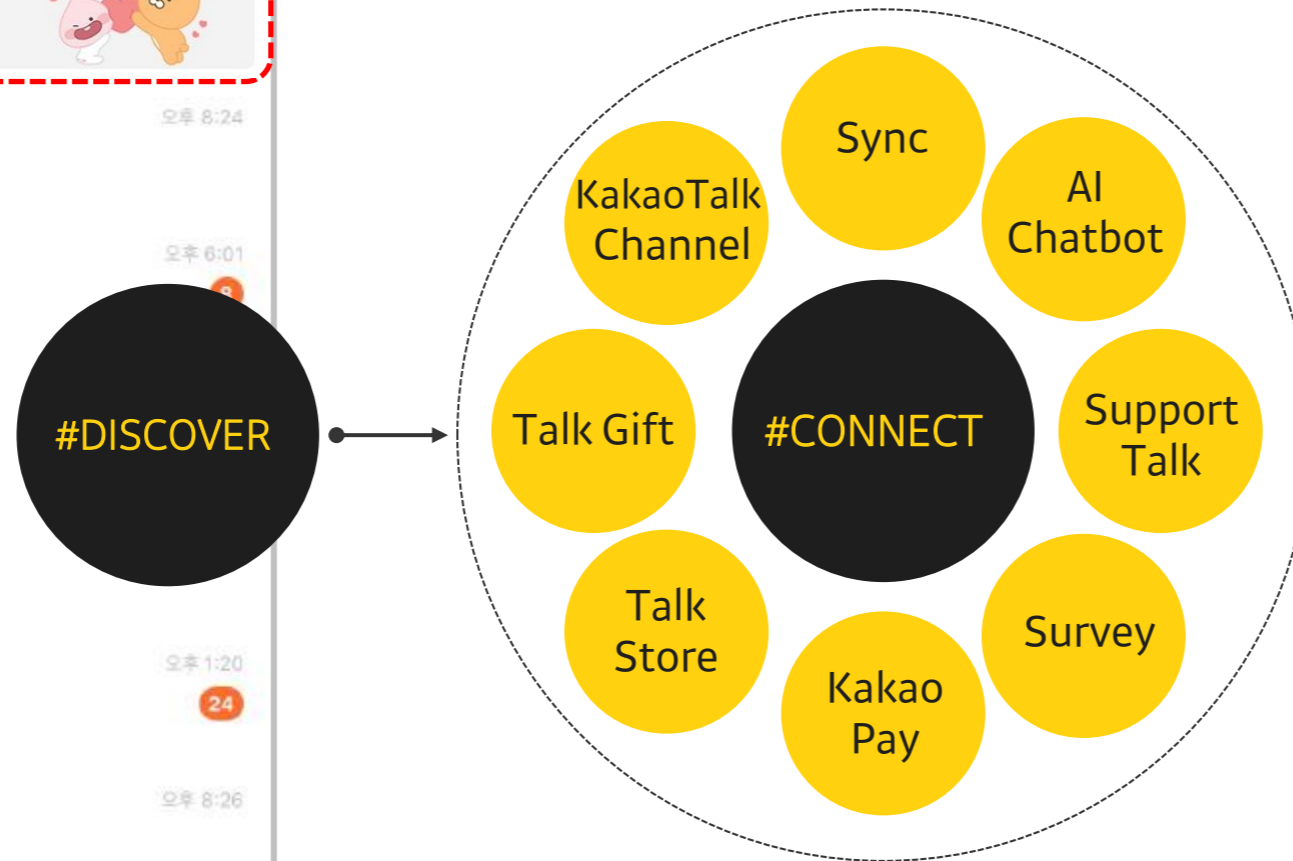 오후 8:24
오후 6:01
#DISCOVER
오후 1:20
24
오후 8:26
Sync
AI
Chatbot
KakaoTalk
Channel
Talk Gift
#CONNECT
Support
Talk
Talk
Store
Survey
Kakao
Pay